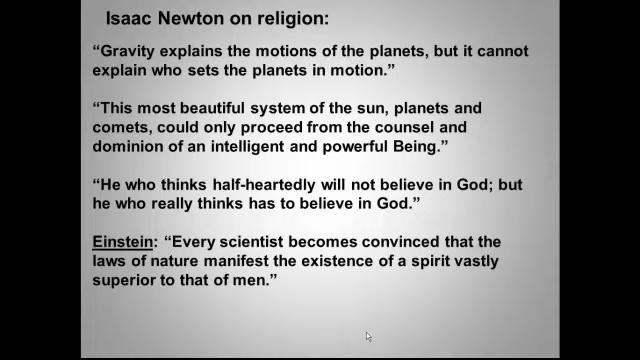 Isaac Newton on religion:
“Gravity explains the motions of the planets, but it cannot
explain who sets the planets in motion.”
“This most beautiful system of the sun, planets and
comets, could only proceed from the counsel and
dominion of an intelligent and powerful Being.”
“He who thinks half-heartedly will not believe in God; but
he who really thinks has to believe in God.”
Einstein: “Every scientist becomes convinced that the
laws of nature manifest the existence of a spirit vastly
superior to that of men.”